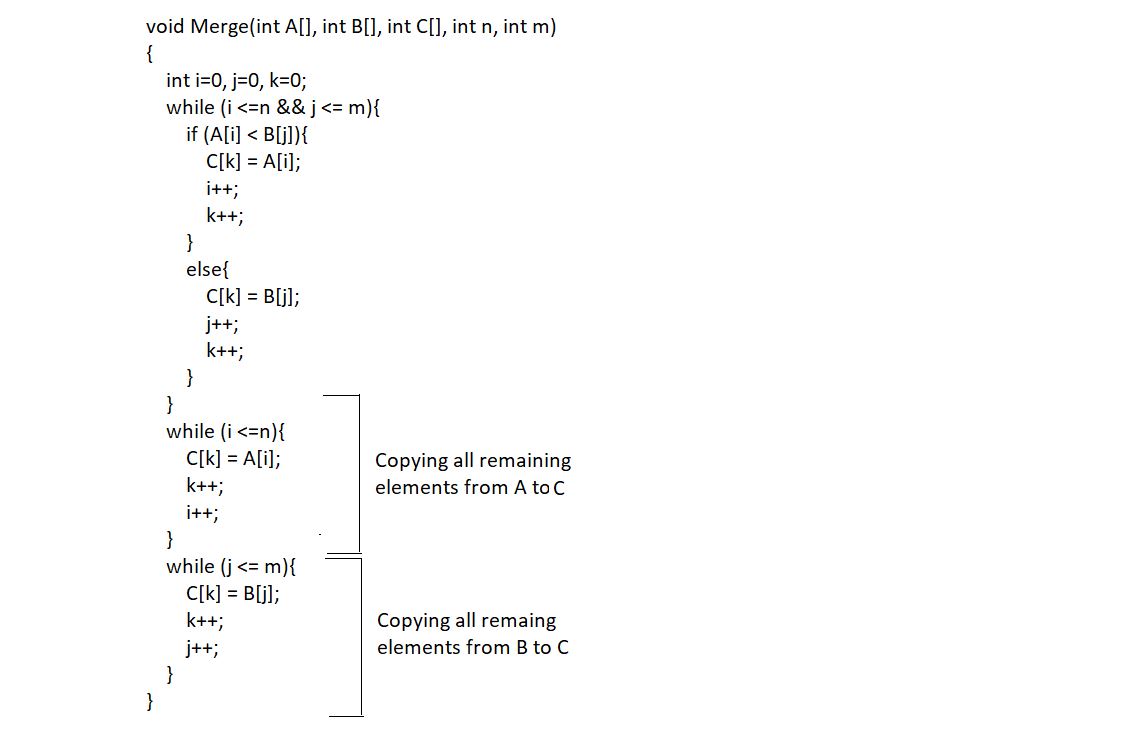 void Merge(int A[], int B[], int C[], int n, int m)
{
int i=0, j=0, k=0;
while (i <=n && j <= m){
if (A[i] < B[j]){
C[k] = A[i];
i++;
k++;
}
else{
C[k] = B[j];
j++;
k++;
}
}
while (i <=n){
C[k] = A[i];
k++;
i++;
}
Copying all remaining
elements from A to C
while (j <= m){
C[k] = B[j];
k++;
j++;
}
Copying all remaing
elements from B to C
}